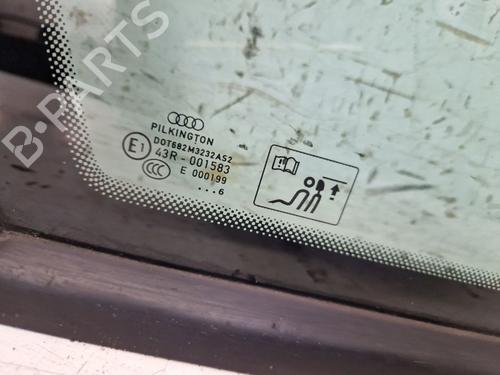 B-PARTS
PILKINGTON
DOT682M3232AS2
E1
43R - 001583
CCC
E 000199
...6